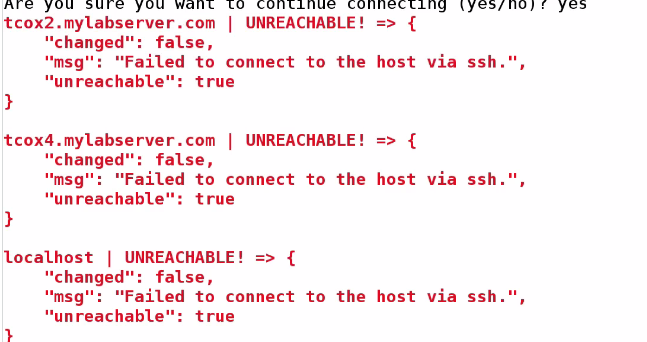 Are you sure you want to continue connecting (yes/no)? yes
tcox2.mylabserver.com | UNREACHABLE! => {
    "changed": false,
    "msg": "Failed to connect to the host via ssh.",
    "unreachable": true
}
tcox4.mylabserver.com | UNREACHABLE! => {
    "changed": false,
    "msg": "Failed to connect to the host via ssh.",
    "unreachable": true
}
localhost | UNREACHABLE! => {
    "changed": false,
    "msg": "Failed to connect to the host via ssh.",
    "unreachable": true
}